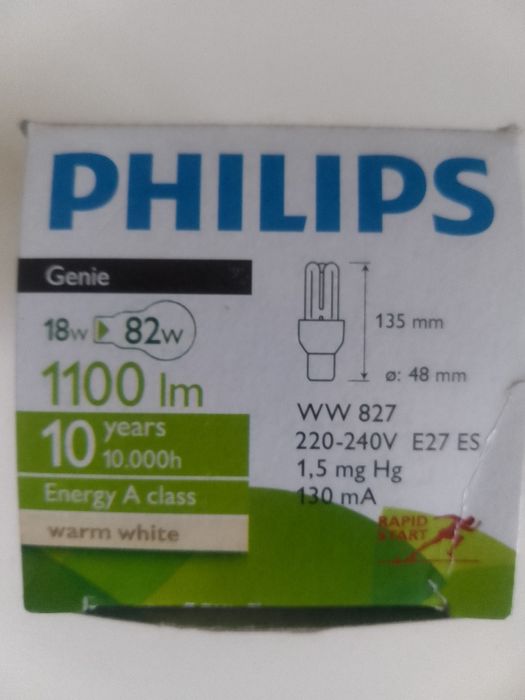 PHILIPS
Genie
18w 82w
1100 lm
10 years
10.000h
Energy A class
warm white
135 mm
ø: 48 mm
WW 827
220-240V E27 ES
1,5 mg Hg
130 mA
RAPID
START